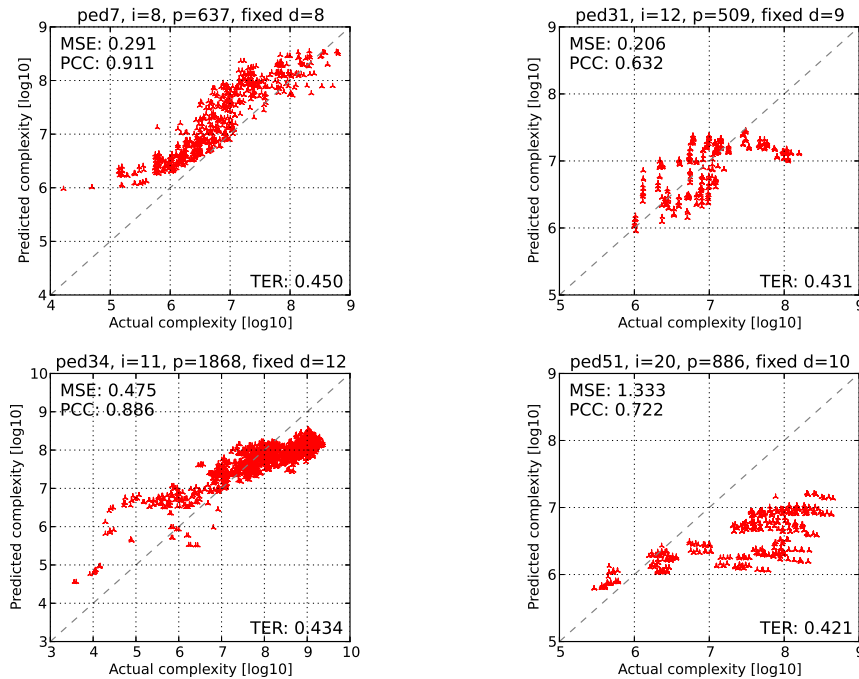 ped7, i=8, p=637, fixed d=8
MSE: 0.291
PCC: 0.911
TER: 0.450
9
8
7
6
5
4
4 5 6 7 8 9
Predicted complexity [log10]
Actual complexity [log10]
ped31, i=12, p=509, fixed d=9
MSE: 0.206
PCC: 0.632
TER: 0.431
9
8
7
6
5
5 6 7 8 9
Predicted complexity [log10]
Actual complexity [log10]
ped34, i=11, p=1868, fixed d=12
MSE: 0.475
PCC: 0.886
TER: 0.434
10
9
8
7
6
5
4
3
3 4 5 6 7 8 9 10
Predicted complexity [log10]
Actual complexity [log10]
ped51, i=20, p=886, fixed d=10
MSE: 1.333
PCC: 0.722
TER: 0.421
9
8
7
6
5
5 6 7 8 9
Predicted complexity [log10]
Actual complexity [log10]